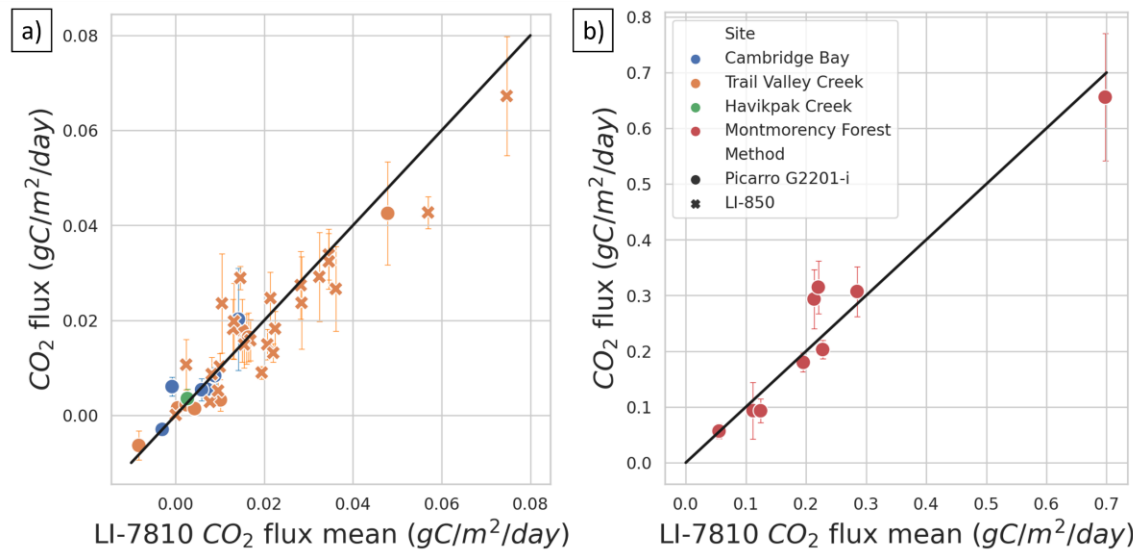 a)
0.08
0.06
0.04
0.02
0.00
CO2 flux (gC/m²/day)
0.00 0.02 0.04 0.06 0.08
LI-7810 CO2 flux mean (gC/m²/day)
b)
Site
Cambridge Bay
Trail Valley Creek
Havikpak Creek
Montmorency Forest
Method
Picarro G2201-i
LI-850
0.8
0.7
0.6
0.5
0.4
0.3
0.2
0.1
0.0
CO2 flux (gC/m²/day)
0.0 0.1 0.2 0.3 0.4 0.5 0.6 0.7
LI-7810 CO2 flux mean (gC/m²/day)